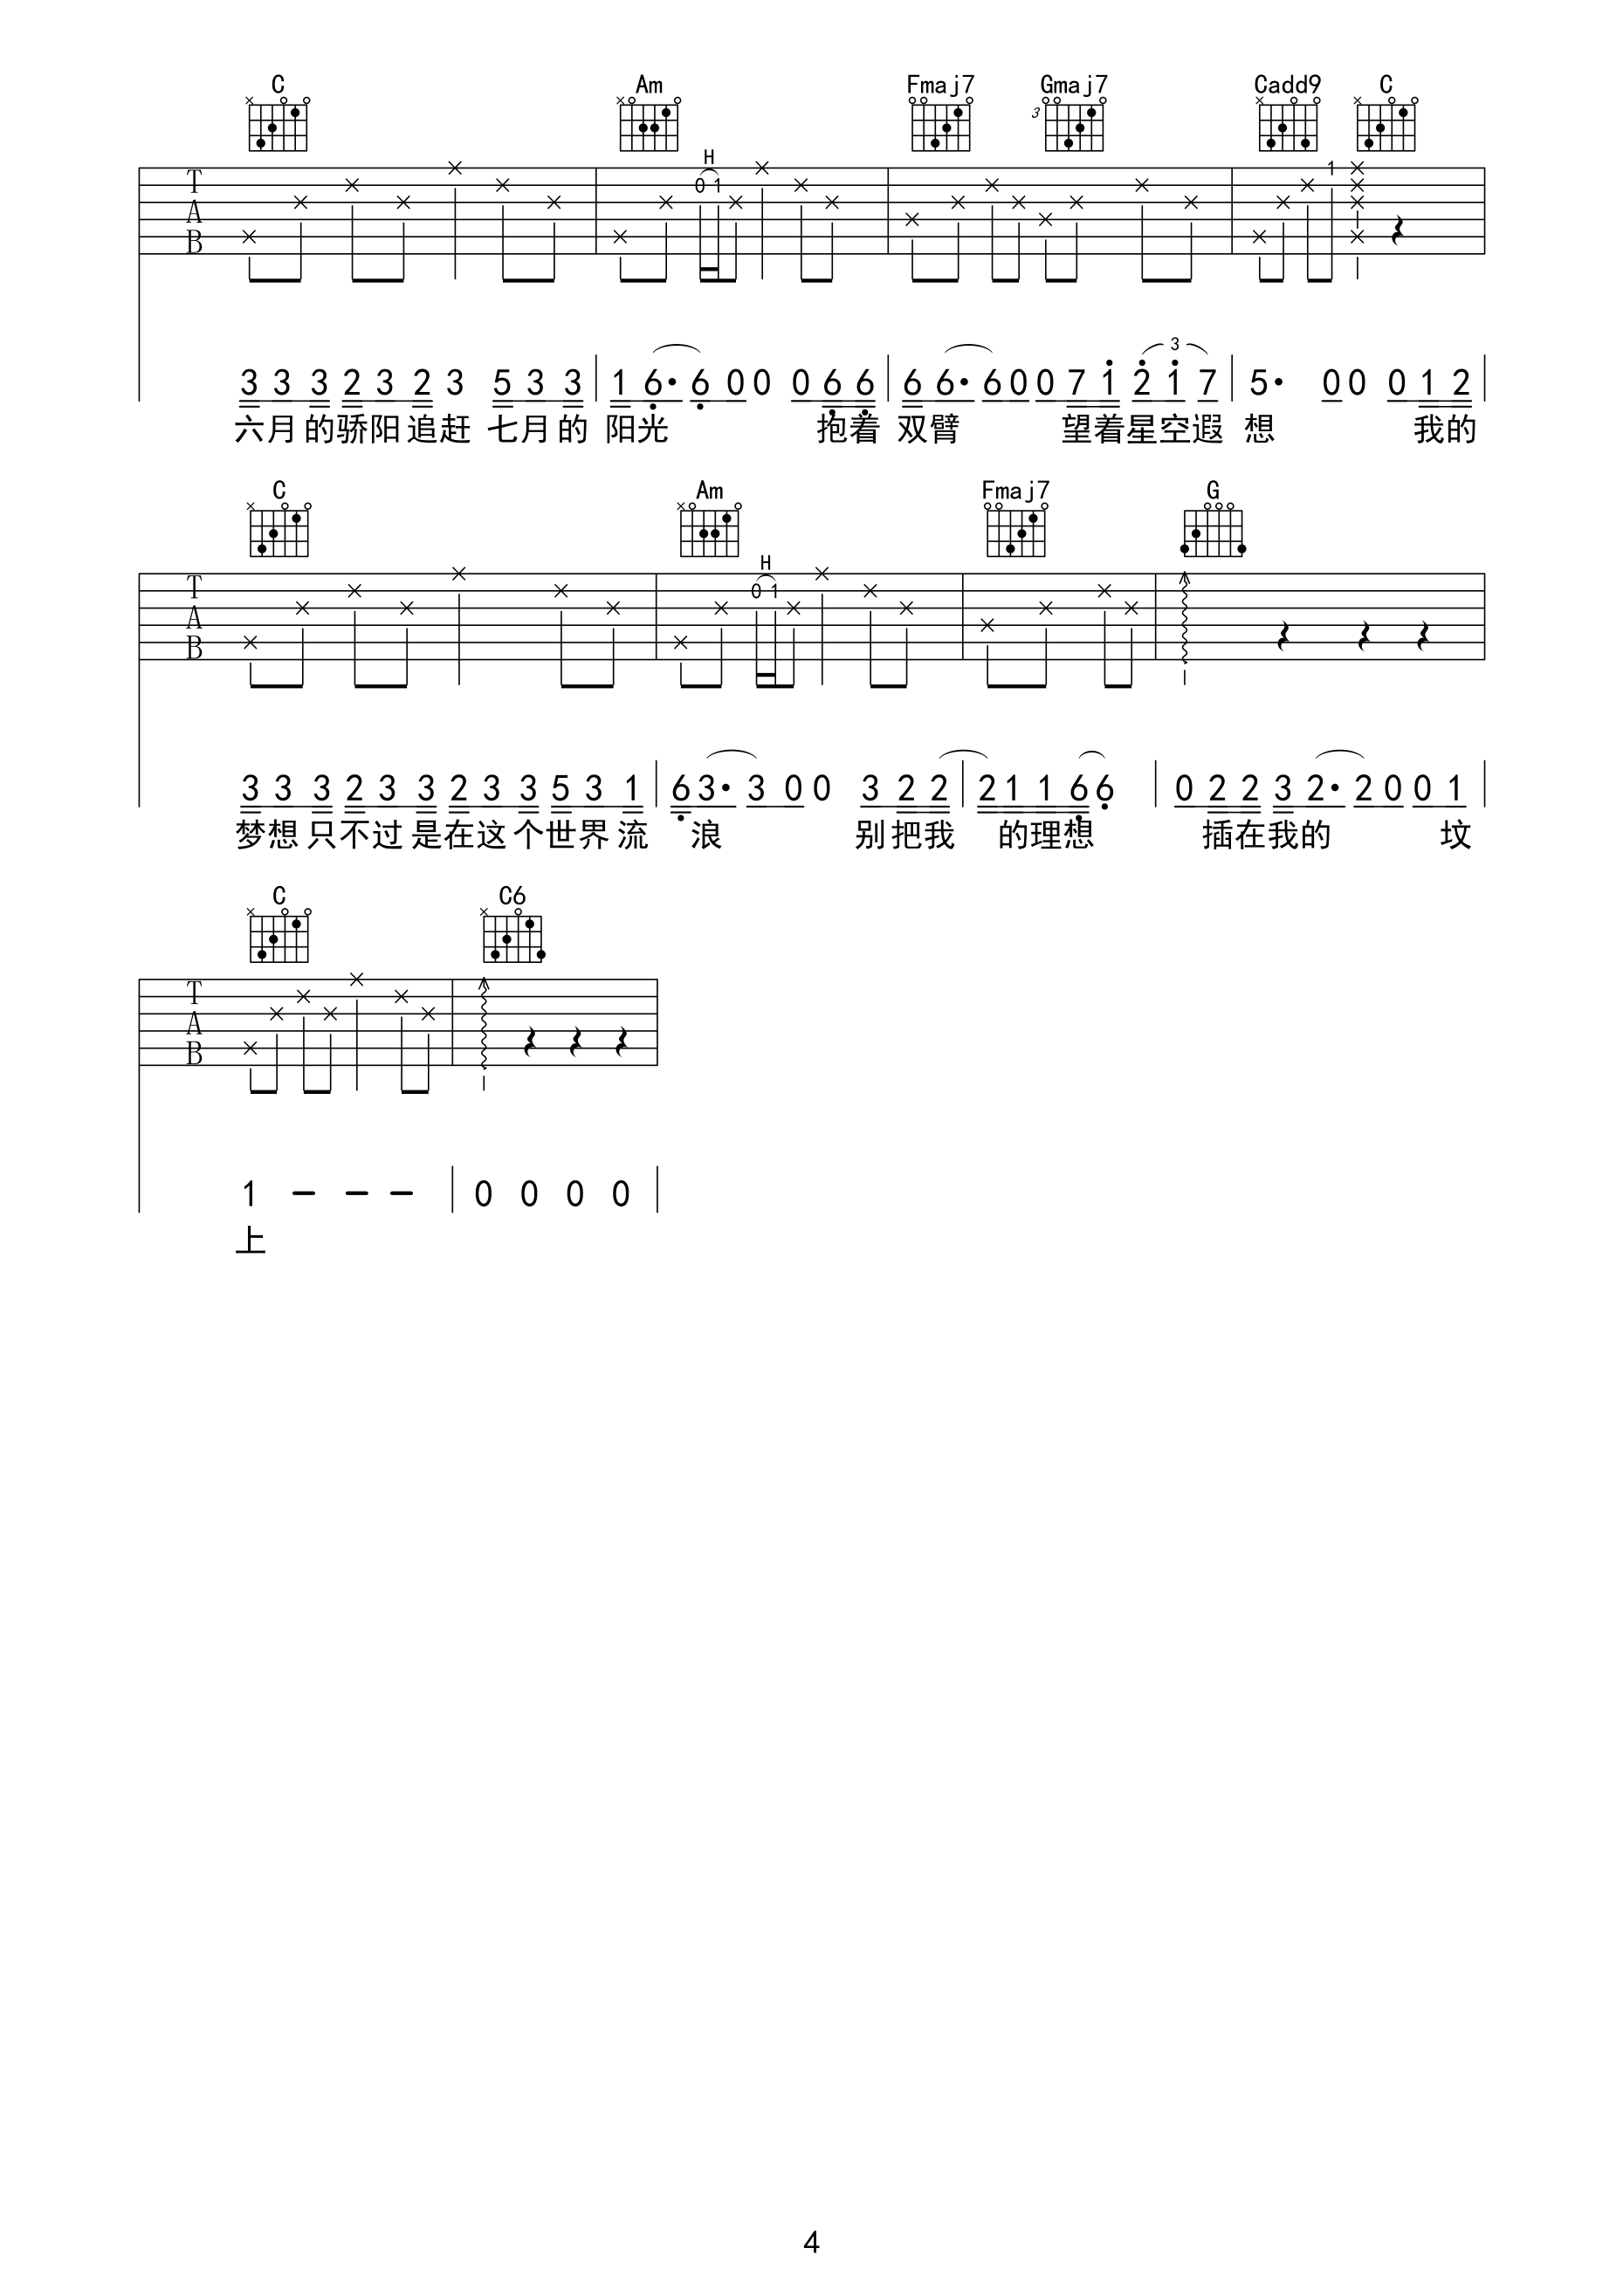 C Am Fmaj7 Gmaj7 Cadd9 C
3
H
T A B 0 1 1
3
3 3 3 2 3 2 3 5 3 3 1 6· 6 0 0 0 6 6 6 6· 6 0 0 7 1 2 1 7 5· 0 0 0 1 2
六月的骄阳追赶 七月的 阳光 抱着 双臂 望着星空遐 想 我的
C Am Fmaj7 G
H
T A B 0 1
3 3 3 2 3 3 2 3 3 5 3 1 6 3· 3 0 0 3 2 2 2 1 1 6 6 0 2 2 3 2· 2 0 0 1
梦想只不过是在这个世界流 浪 别把我 的理想 插在我的 坟
C C6
T A B
1 – – – 0 0 0 0
上
4